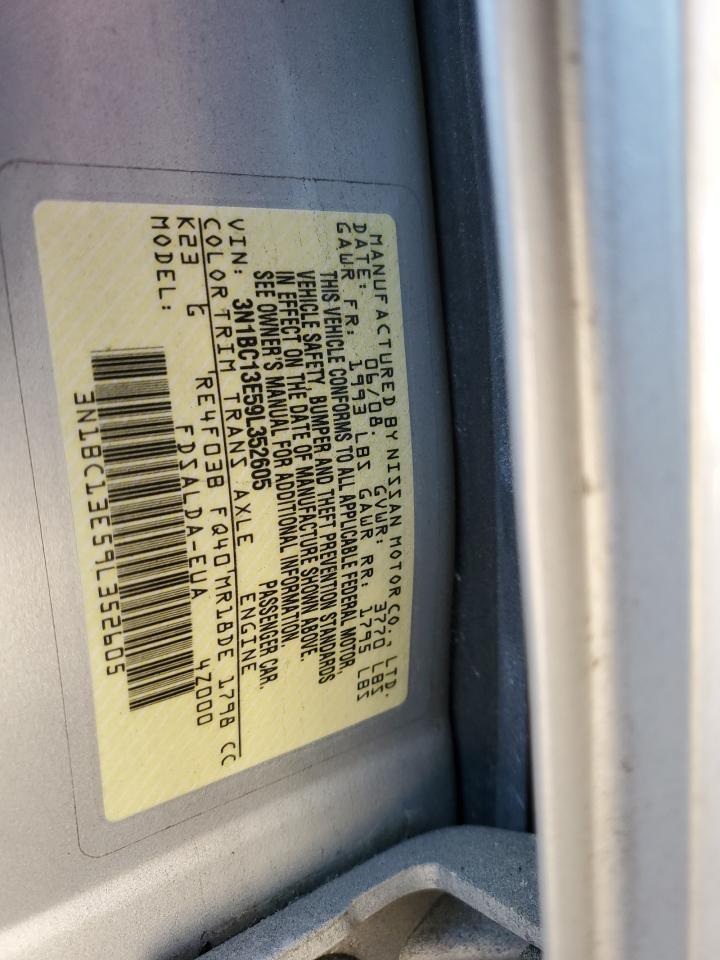 MANUFACTURED BY NISSAN MOTOR CO., LTD.
DATE: 06/08. GVWR: 3770 LBS
GAWR FR: 1993 LBS GAWR RR: 1795 LBS
THIS VEHICLE CONFORMS TO ALL APPLICABLE FEDERAL MOTOR,
VEHICLE SAFETY, BUMPER AND THEFT PREVENTION STANDARDS
IN EFFECT ON THE DATE OF MANUFACTURE SHOWN ABOVE.
SEE OWNER'S MANUAL FOR ADDITIONAL INFORMATION.
VIN: 3N1BC13E59L352605 PASSENGER CAR.
COLOR TRIM TRANS AXLE ENGINE
K23 G RE4F03B FQ40 MR18DE 1798 CC
MODEL: FDSALDA-EUA 4Z000
3N1BC13E59L352605